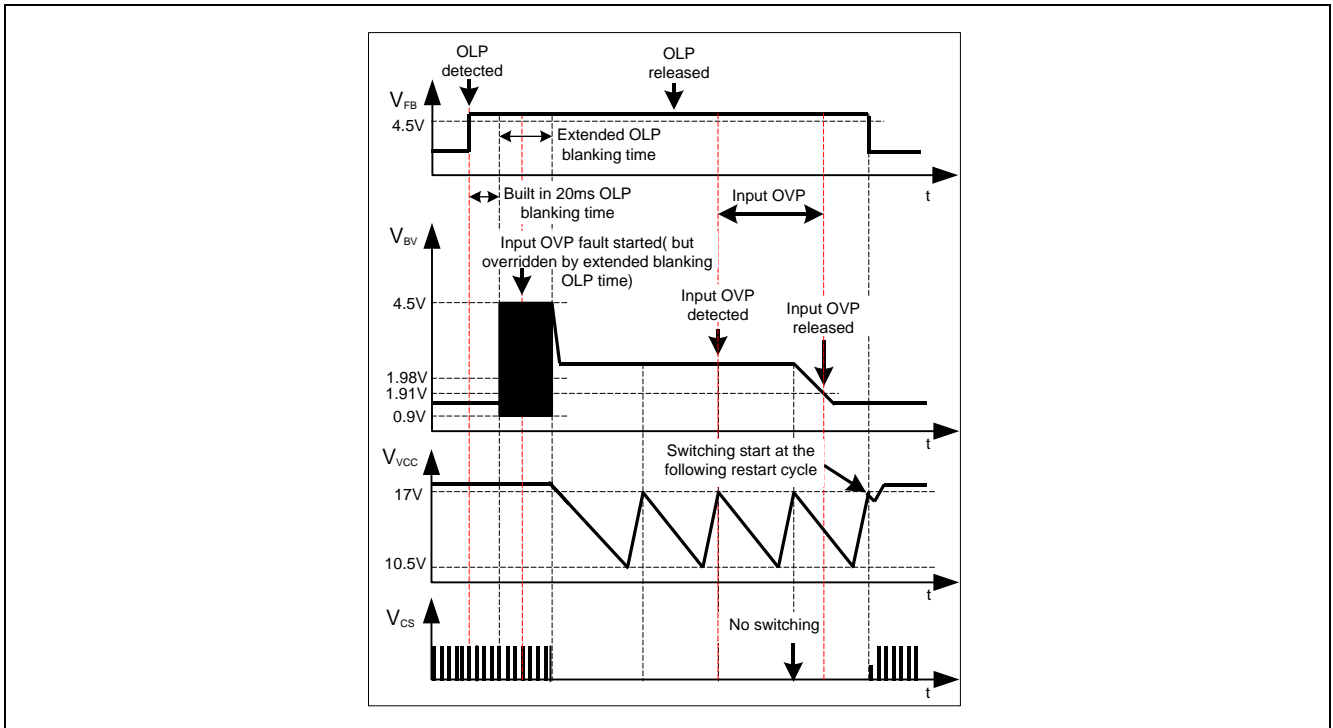 OLP
detected
OLP
released
VFB
4.5V
Extended OLP
blanking time
t
Built in 20ms OLP
blanking time
Input OVP
VBV
Input OVP fault started( but
overridden by extended blanking
OLP time)
4.5V
Input OVP
detected
Input OVP
released
1.98V
1.91V
0.9V
t
VVCC
Switching start at the
following restart cycle
17V
10.5V
t
VCS
No switching
t